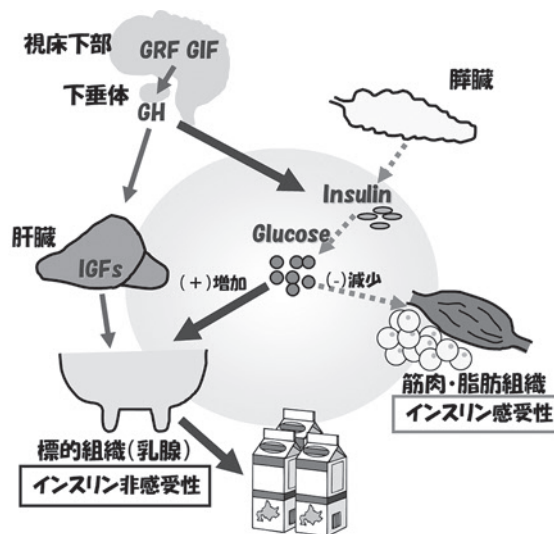 視床下部
GRF GIF
下垂体
GH
膵臓
Insulin
Glucose
肝臓
IGFs
(+)増加
(-)減少
筋肉・脂肪組織
インスリン感受性
標的組織(乳腺)
インスリン非感受性